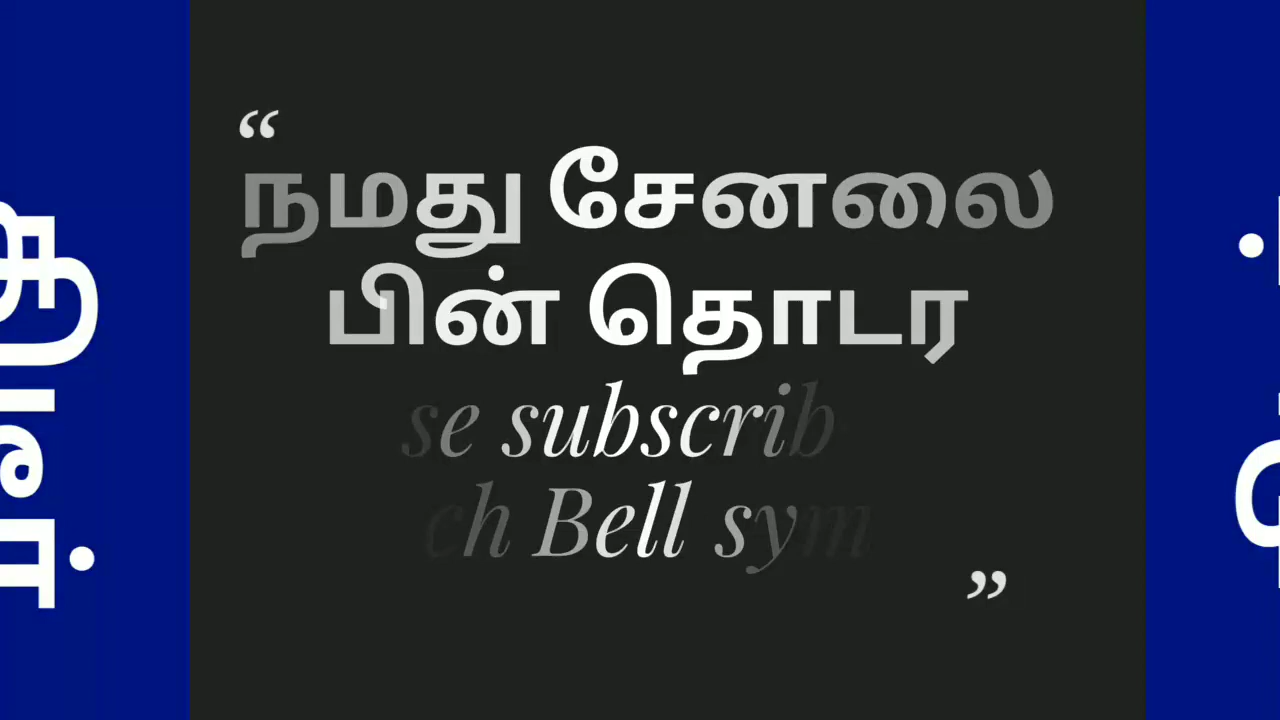 “
நமது சேனலை
பின் தொடர
se subscrib
ch Bell sym
”